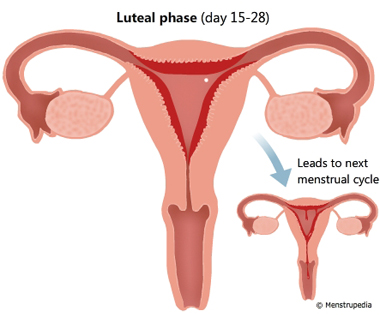 Luteal phase (day 15-28)
Leads to next
menstrual cycle
© Menstrupedia